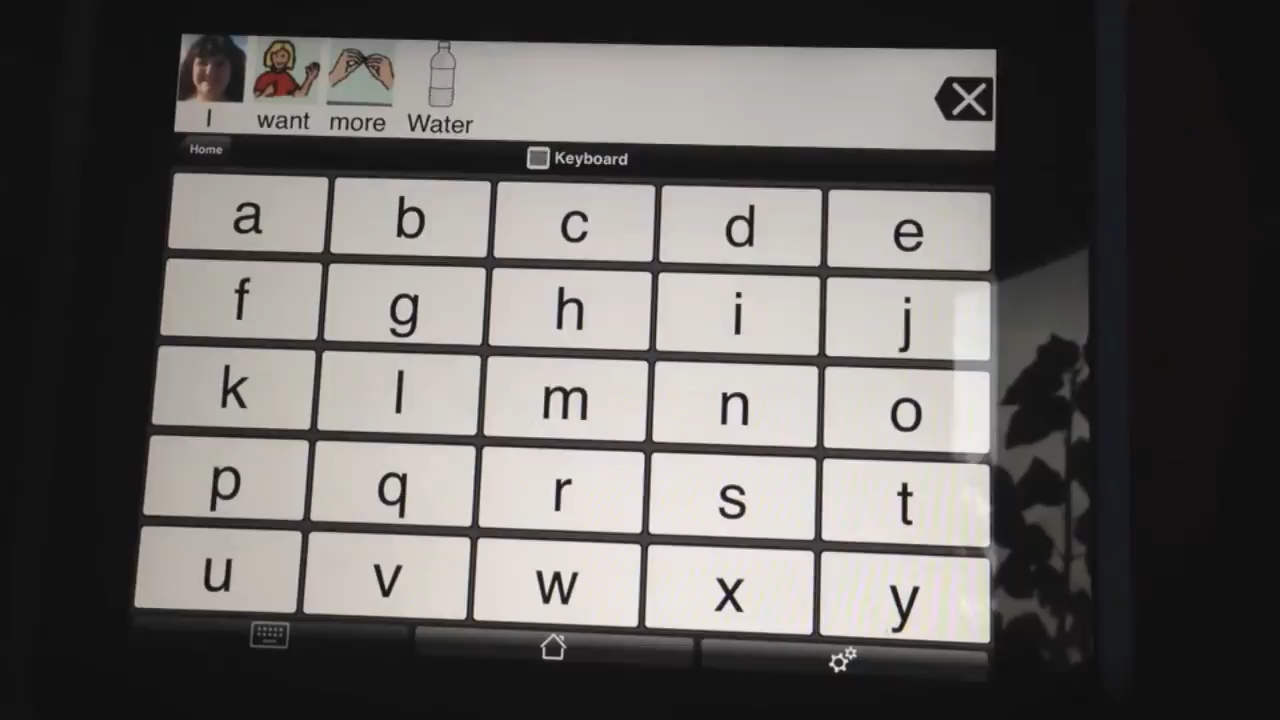 I want more Water
Home Keyboard
a b c d e
f g h i j
k l m n o
p q r s t
u v w x y